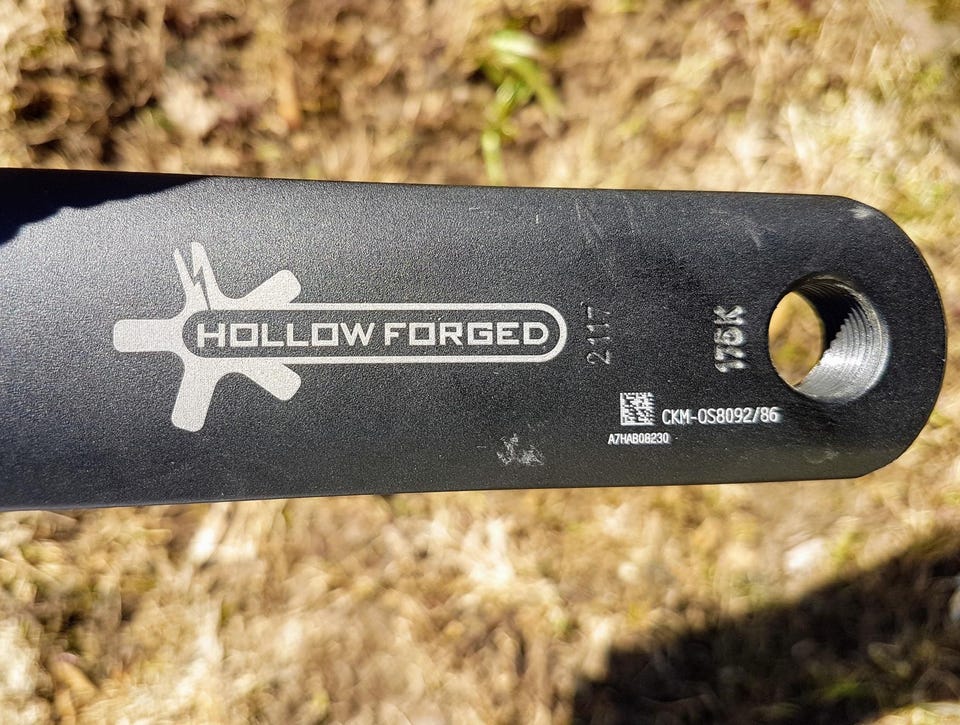 HOLLOW FORGED
2117
175K
CKM-OS8092/86
A7HAB08230